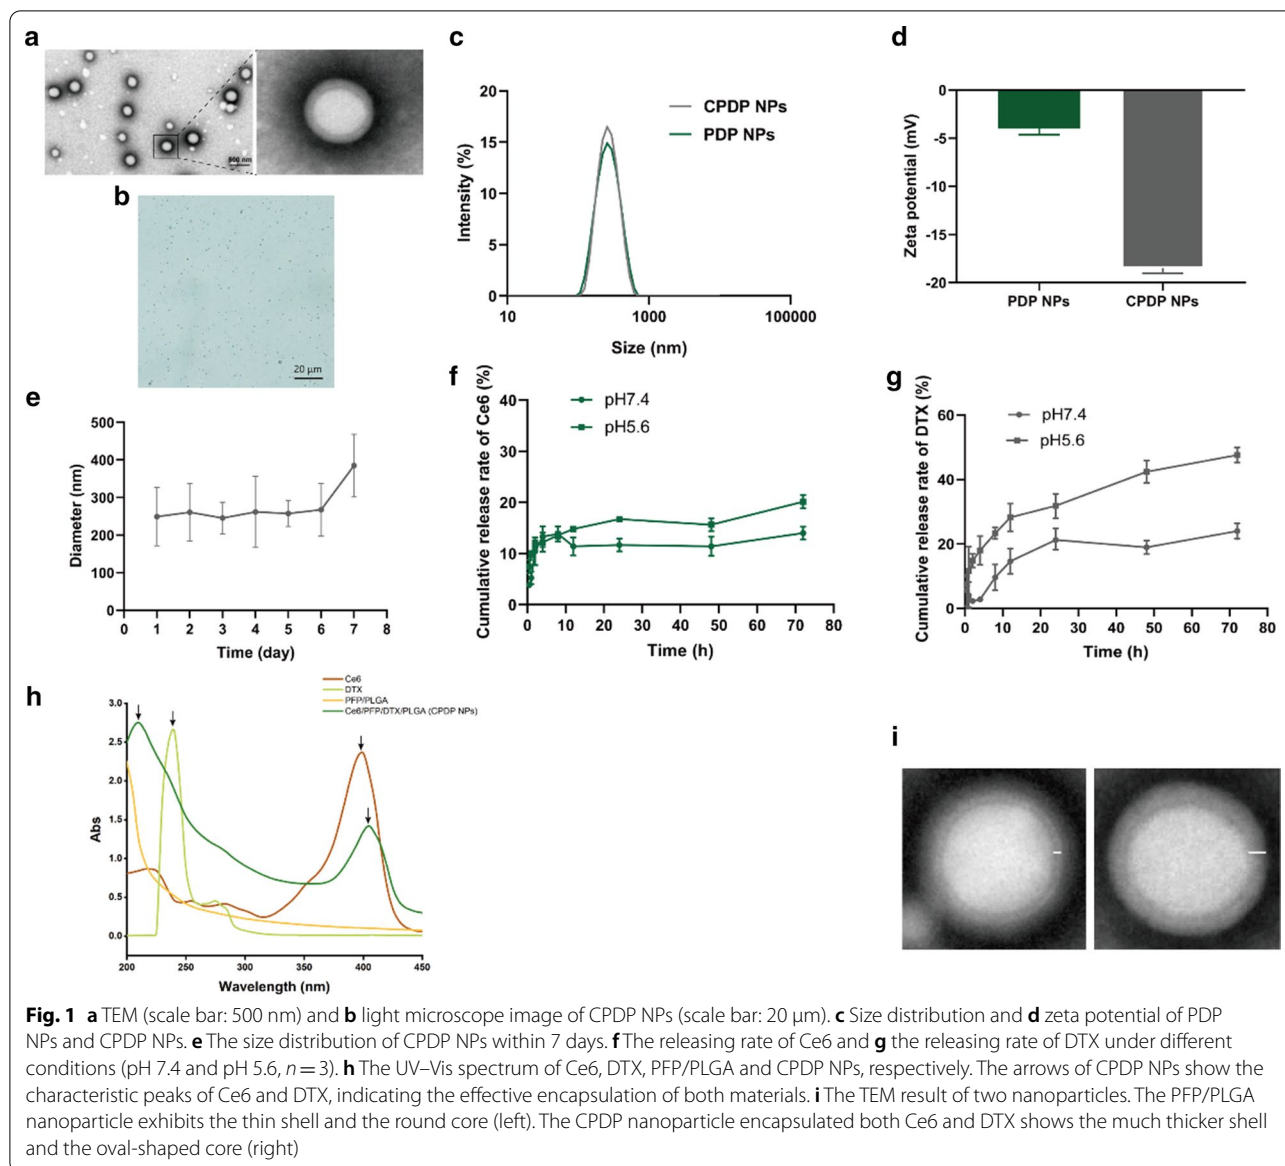 a
500 nm
b
20 μm
c
20
15
10
5
0
Intensity (%)
CPDP NPs
PDP NPs
10
1000
100000
Size (nm)
d
0
-5
-10
-15
-20
Zeta potential (mV)
PDP NPs
CPDP NPs
e
500
400
300
200
100
0
Diameter (nm)
0 1 2 3 4 5 6 7 8
Time (day)
f
40
30
20
10
0
Cumulative release rate of Ce6 (%)
pH7.4
pH5.6
0 10 20 30 40 50 60 70 80
Time (h)
g
60
40
20
0
Cumulative release rate of DTX (%)
pH7.4
pH5.6
0 10 20 30 40 50 60 70 80
Time (h)
h
Ce6
DTX
PFP/PLGA
Ce6/PFP/DTX/PLGA (CPDP NPs)
3.0
2.5
2.0
1.5
1.0
0.5
0.0
Abs
200 250 300 350 400 450
Wavelength (nm)
i
Fig. 1 a TEM (scale bar: 500 nm) and b light microscope image of CPDP NPs (scale bar: 20 μm). c Size distribution and d zeta potential of PDP
NPs and CPDP NPs. e The size distribution of CPDP NPs within 7 days. f The releasing rate of Ce6 and g the releasing rate of DTX under different
conditions (pH 7.4 and pH 5.6, n = 3). h The UV–Vis spectrum of Ce6, DTX, PFP/PLGA and CPDP NPs, respectively. The arrows of CPDP NPs show the
characteristic peaks of Ce6 and DTX, indicating the effective encapsulation of both materials. i The TEM result of two nanoparticles. The PFP/PLGA
nanoparticle exhibits the thin shell and the round core (left). The CPDP nanoparticle encapsulated both Ce6 and DTX shows the much thicker shell
and the oval-shaped core (right)